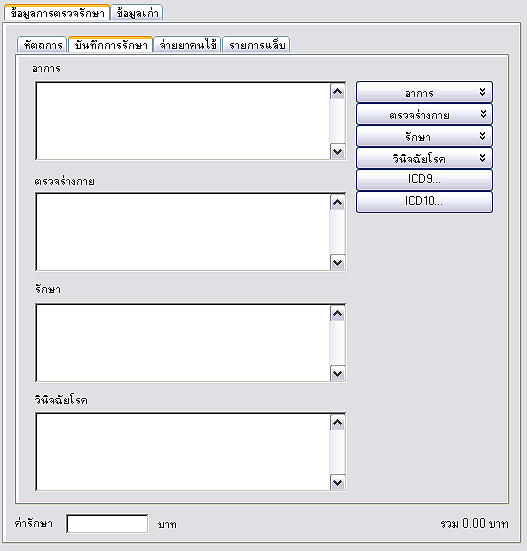 ข้อมูลการตรวจรักษา ข้อมูลเก่า
หัตถการ บันทึกการรักษา จ่ายยาคนไข้ รายการแล็บ
อาการ
อาการ
ตรวจร่างกาย
รักษา
วินิจฉัยโรค
ICD9...
ICD10...
ตรวจร่างกาย
รักษา
วินิจฉัยโรค
ค่ารักษา บาท รวม 0.00 บาท